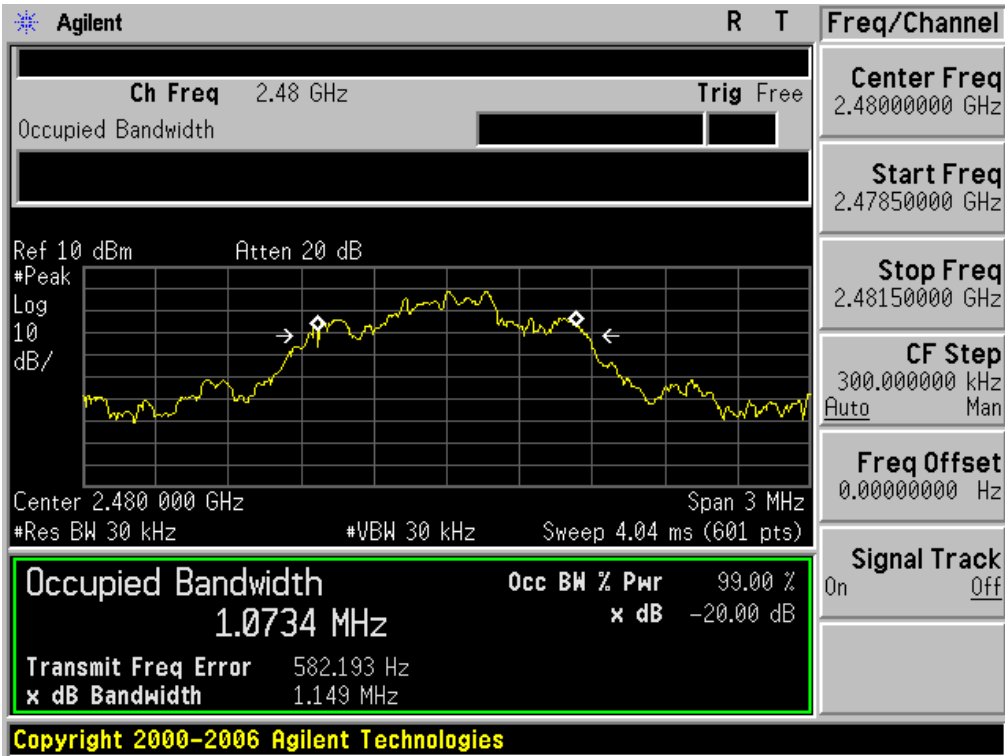 Agilent R T
Freq/Channel
Ch Freq 2.48 GHz Trig Free
Occupied Bandwidth
Center Freq
2.48000000 GHz
Start Freq
2.47850000 GHz
Stop Freq
2.48150000 GHz
CF Step
300.000000 kHz
Auto Man
Freq Offset
0.00000000 Hz
Signal Track
On Off
Ref 10 dBm Atten 20 dB
#Peak
Log
10
dB/
Center 2.480 000 GHz Span 3 MHz
#Res BW 30 kHz #VBW 30 kHz Sweep 4.04 ms (601 pts)
Occupied Bandwidth Occ BW % Pwr 99.00 %
1.0734 MHz x dB -20.00 dB
Transmit Freq Error 582.193 Hz
x dB Bandwidth 1.149 MHz
Copyright 2000-2006 Agilent Technologies